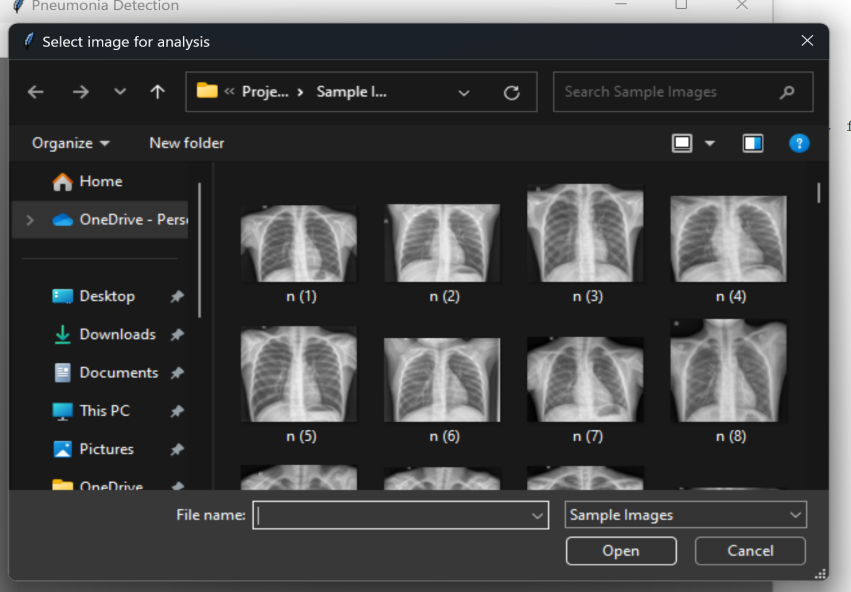 Pneumonia Detection
Select image for analysis
« Proje... › Sample I...
Search Sample Images
Organize
New folder
?
f
Home
OneDrive - Pers
Desktop
Downloads
Documents
This PC
Pictures
OneDrive
n (1)
n (2)
n (3)
n (4)
n (5)
n (6)
n (7)
n (8)
File name:
Sample Images
Open
Cancel